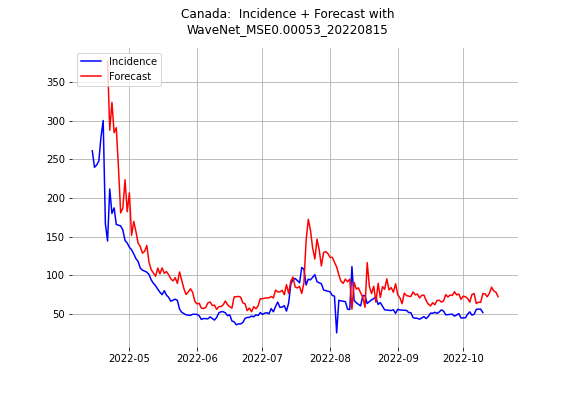 Canada:  Incidence + Forecast with
WaveNet_MSE0.00053_20220815
Incidence
Forecast
350
300
250
200
150
100
50
2022-05 2022-06 2022-07 2022-08 2022-09 2022-10